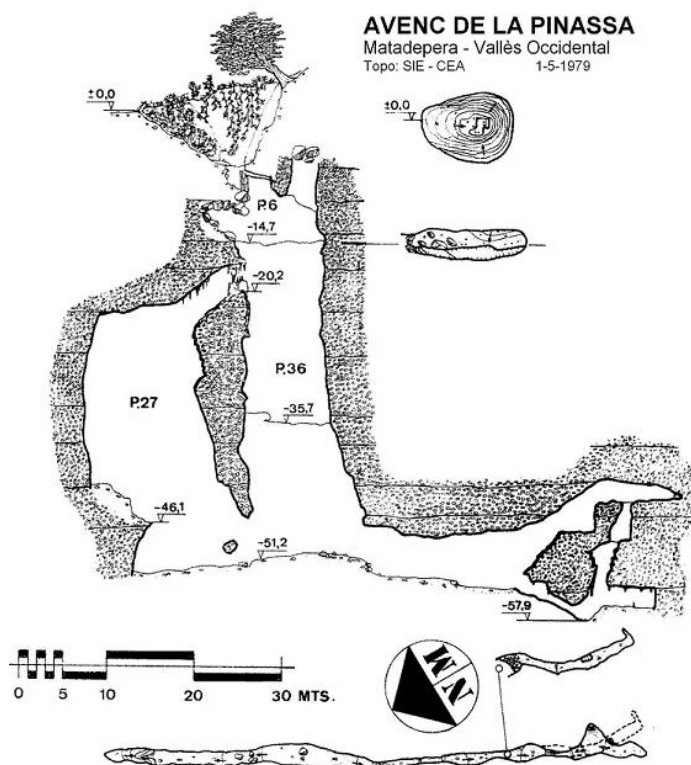 AVENC DE LA PINASSA
Matadepera - Vallès Occidental
Topo: SIE - CEA 1-5-1979
±0,0
±0,0
P.6
-14,7
-20,2
P.36
P.27
-35,7
-46,1
-51,2
-57,9
0 5 10 20 30 MTS.
N M